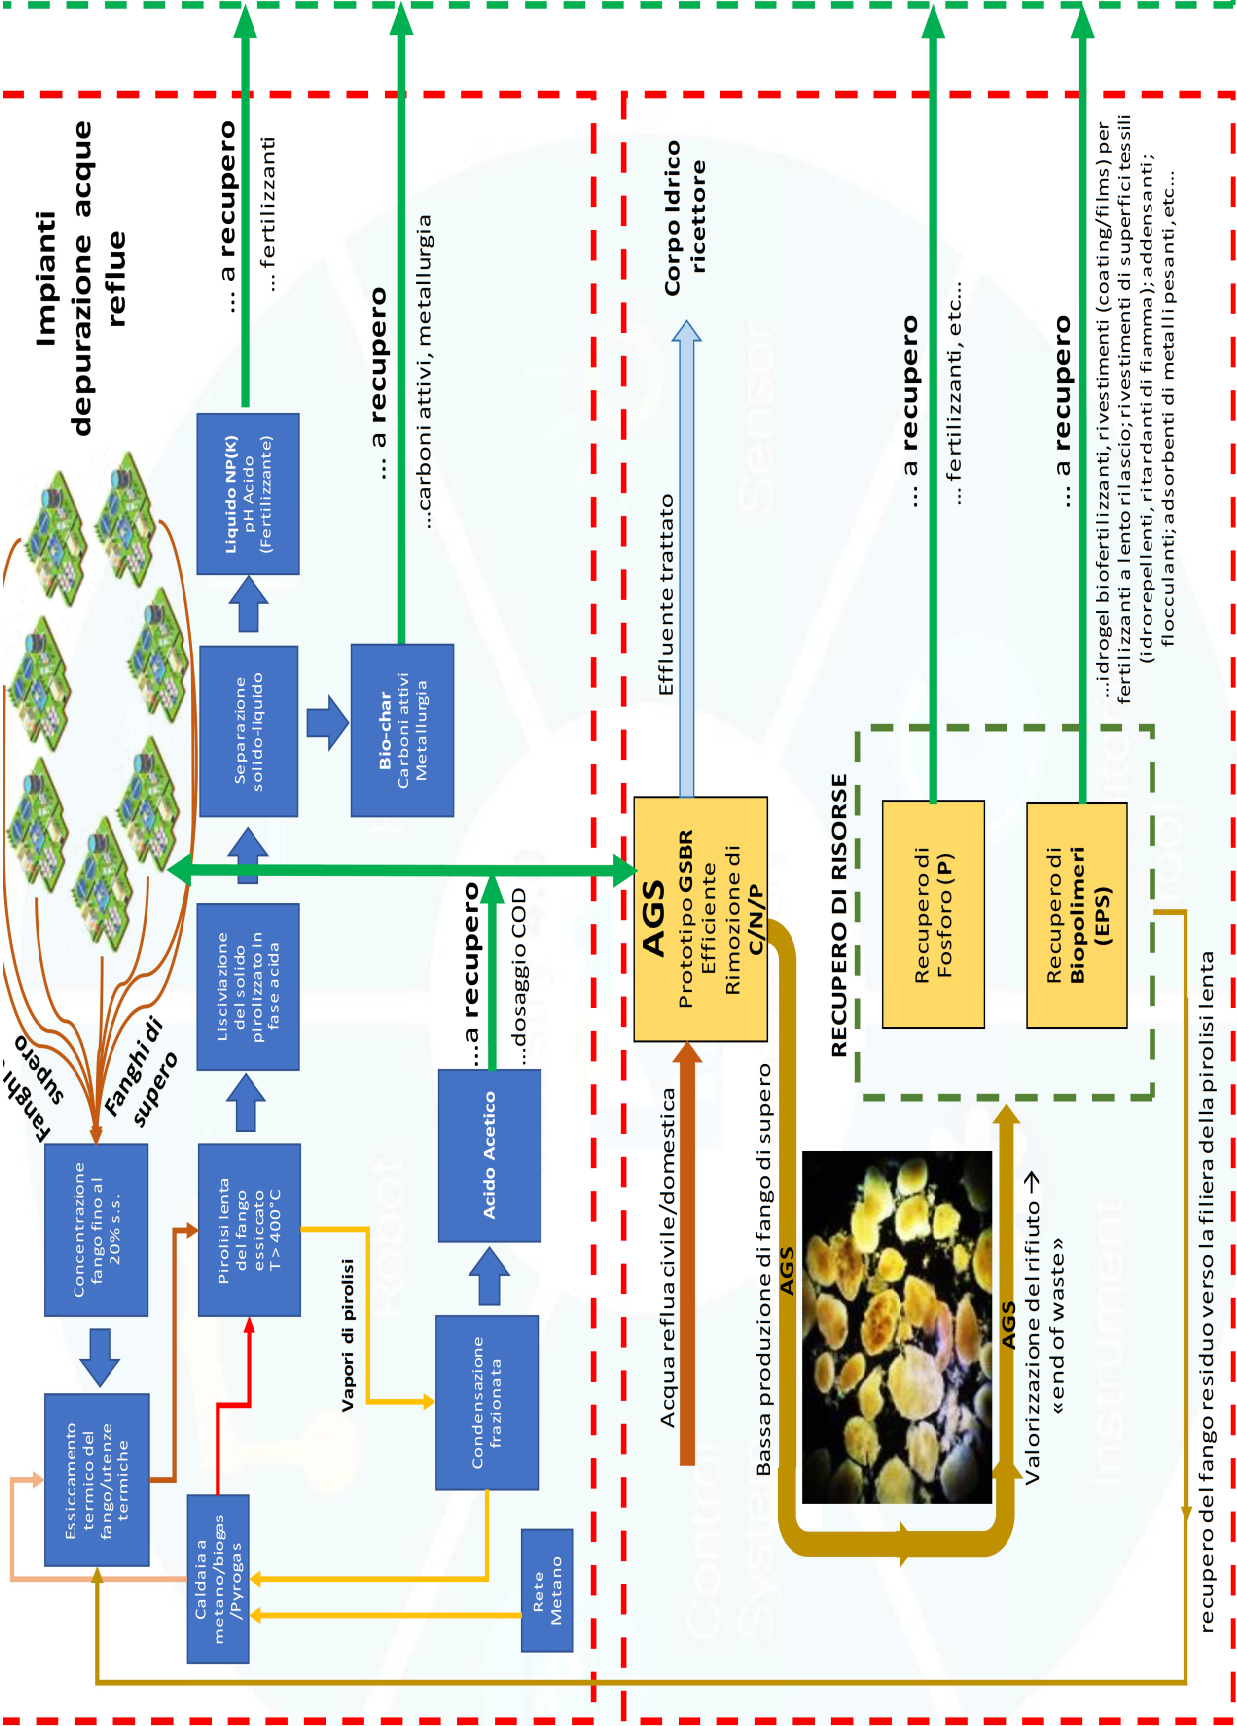 Impianti
depurazione acque
reflue
Fanghi
supero
Fanghi di
supero
Concentrazione
fango fino al
20% s.s.
Essiccamento
termico del
fango/utenze
termiche
Caldaia a
metano/biogas
/Pyrogas
Rete
Metano
Pirolisi lenta
del fango
essiccato
T > 400°C
Vapori di pirolisi
Condensazione
frazionata
Acido Acetico
...a recupero
...dosaggio COD
Lisciviazione
del solido
pirolizzato in
fase acida
Separazione
solido-liquido
Liquido NP(K)
pH Acido
(Fertilizzante)
... a recupero
... fertilizzanti
Bio-char
Carboni attivi
Metallurgia
... a recupero
...carboni attivi, metallurgia
Acqua reflua civile/domestica
AGS
Prototipo GSBR
Efficiente
Rimozione di
C/N/P
Effluente trattato
Corpo Idrico
ricettore
Bassa produzione di fango di supero
AGS
AGS
Valorizzazione del rifiuto →
«end of waste»
RECUPERO DI RISORSE
Recupero di
Fosforo (P)
... a recupero
... fertilizzanti, etc...
Recupero di
Biopolimeri
(EPS)
... a recupero
...idrogel biofertilizzanti, rivestimenti (coating/films) per
fertilizzanti a lento rilascio; rivestimenti di superfici tessili
(idrorepellenti, ritardanti di fiamma); addensanti;
flocculanti; adsorbenti di metalli pesanti, etc...
recupero del fango residuo verso la filiera della pirolisi lenta
Sensor
Robot
Control
System
Instrument